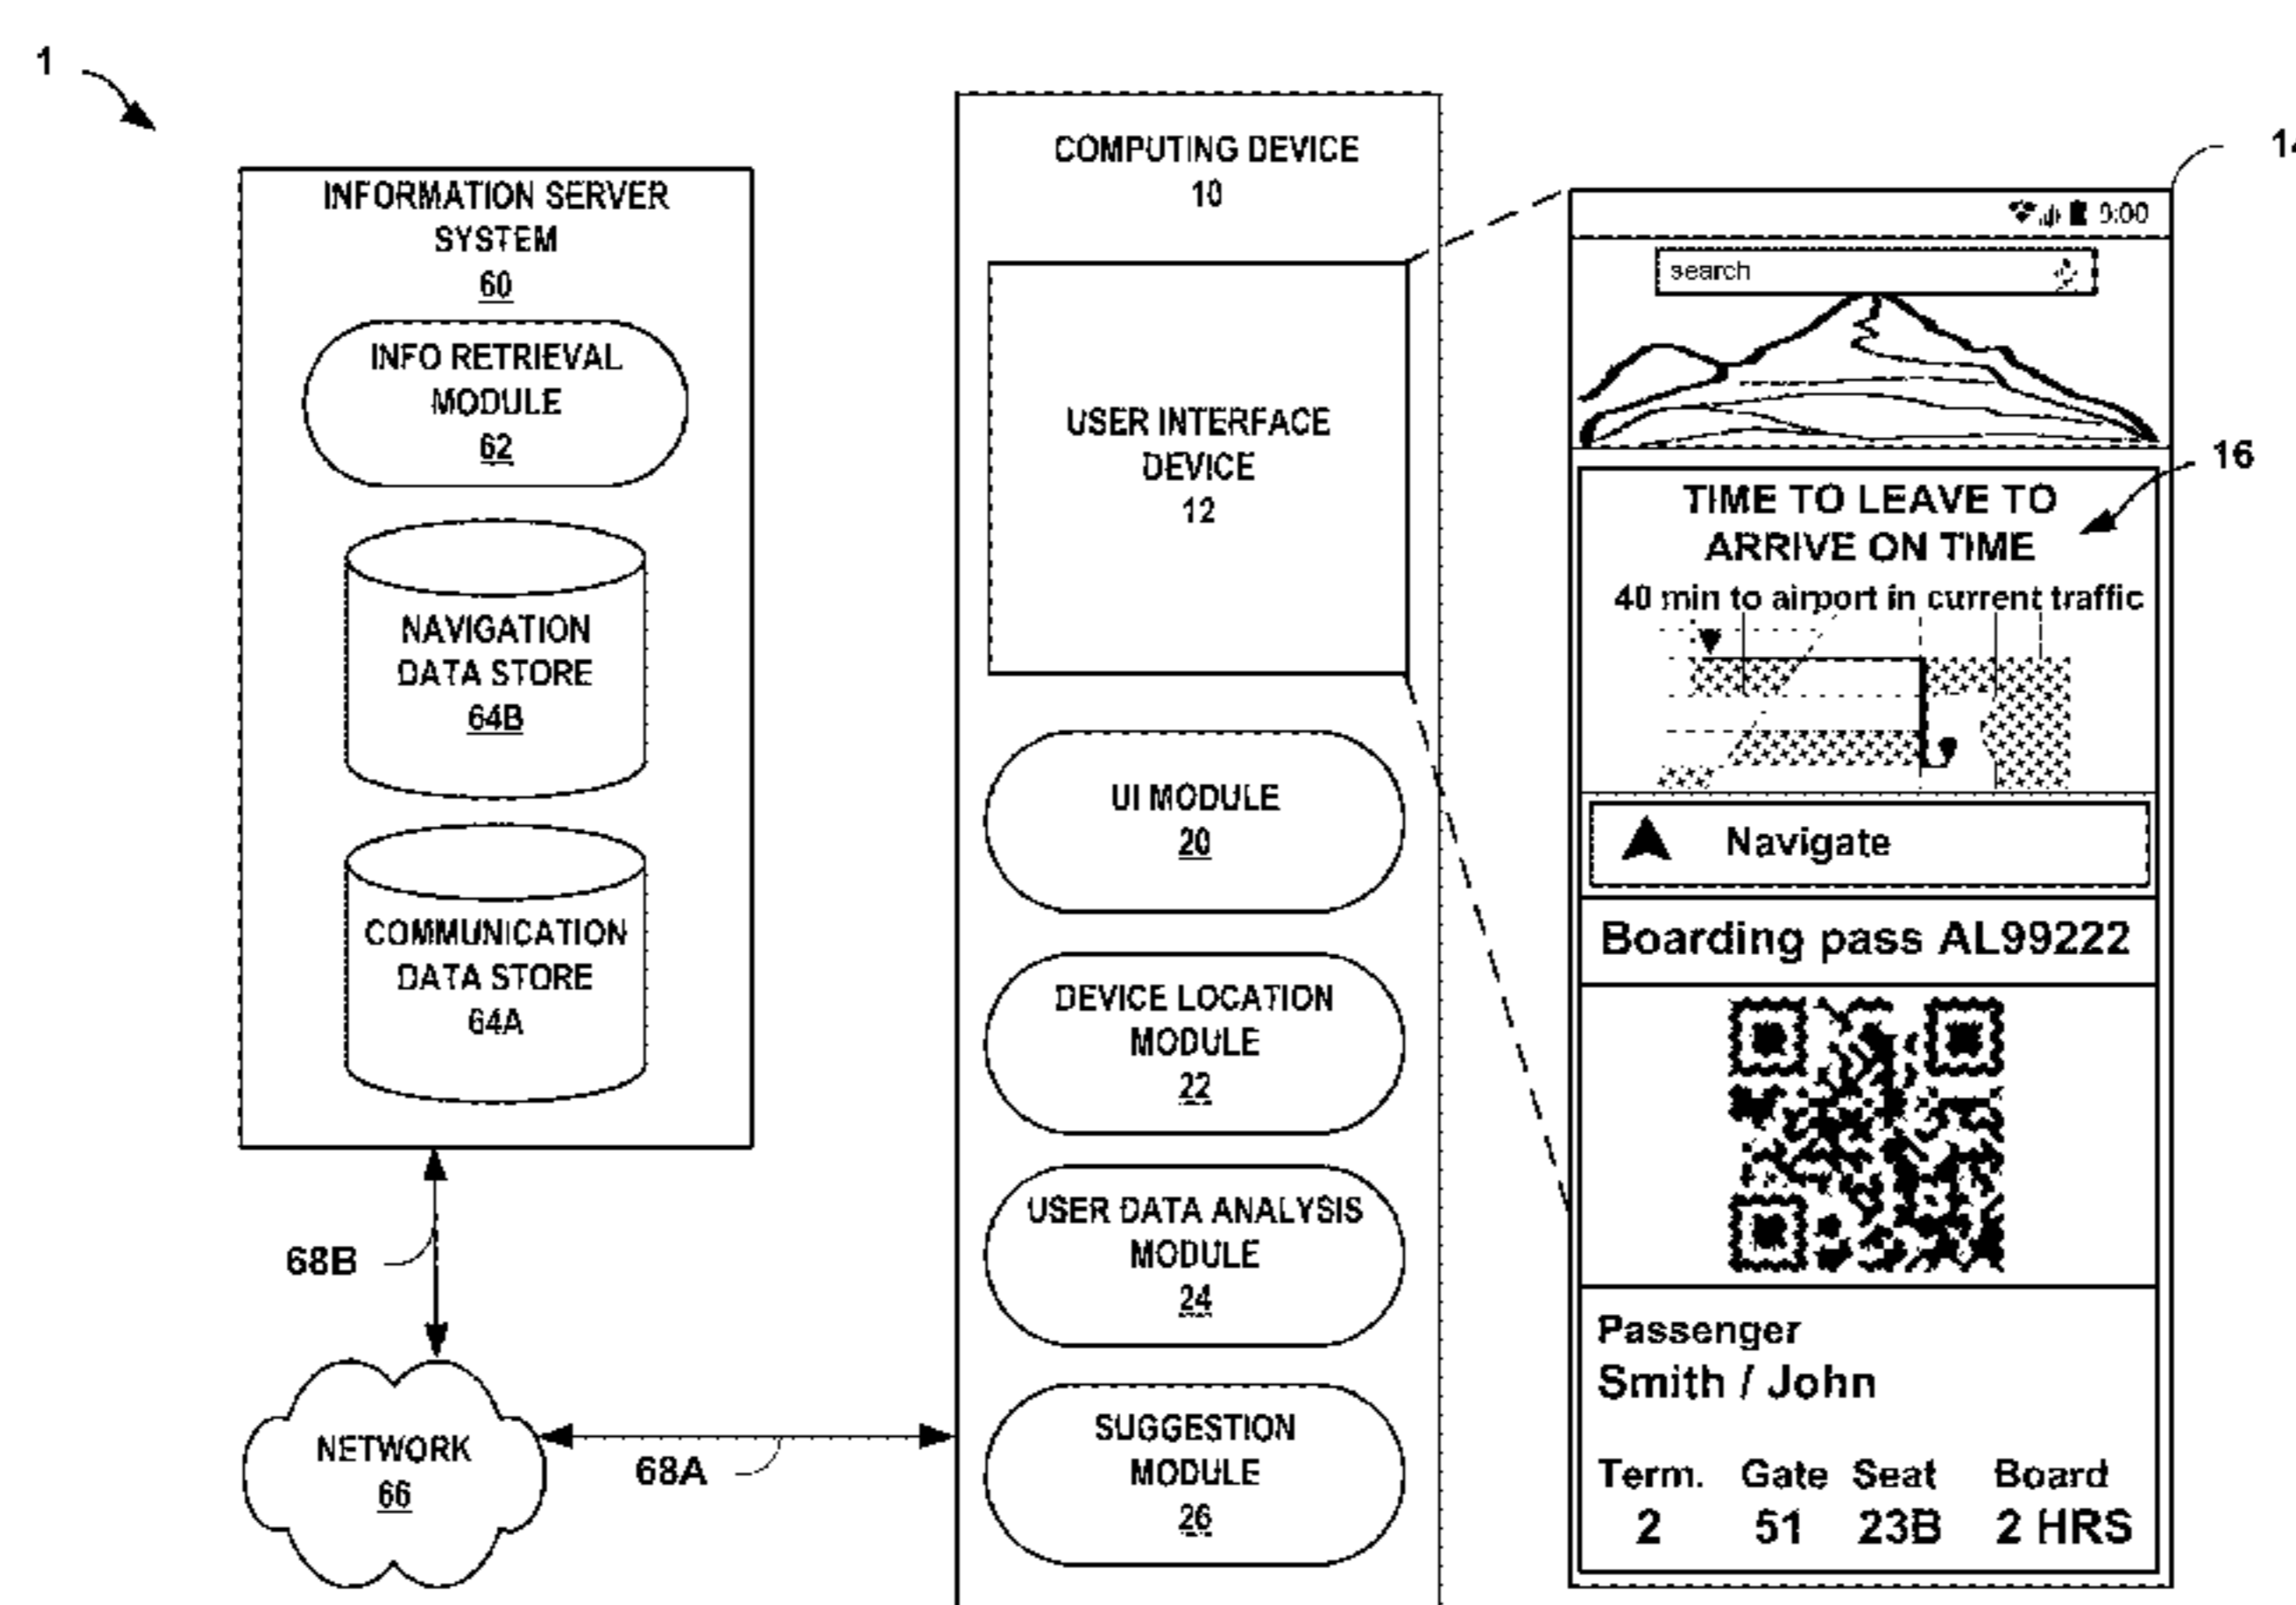 1
INFORMATION SERVER
SYSTEM
60
INFO RETRIEVAL
MODULE
62
NAVIGATION
DATA STORE
64B
COMMUNICATION
DATA STORE
64A
68B
NETWORK
66
68A
COMPUTING DEVICE
10
USER INTERFACE
DEVICE
12
UI MODULE
20
DEVICE LOCATION
MODULE
22
USER DATA ANALYSIS
MODULE
24
SUGGESTION
MODULE
26
9:00
search
16
TIME TO LEAVE TO
ARRIVE ON TIME
40 min to airport in current traffic
Navigate
Boarding pass AL99222
Passenger
Smith / John
Term. Gate Seat Board
2 51 23B 2 HRS